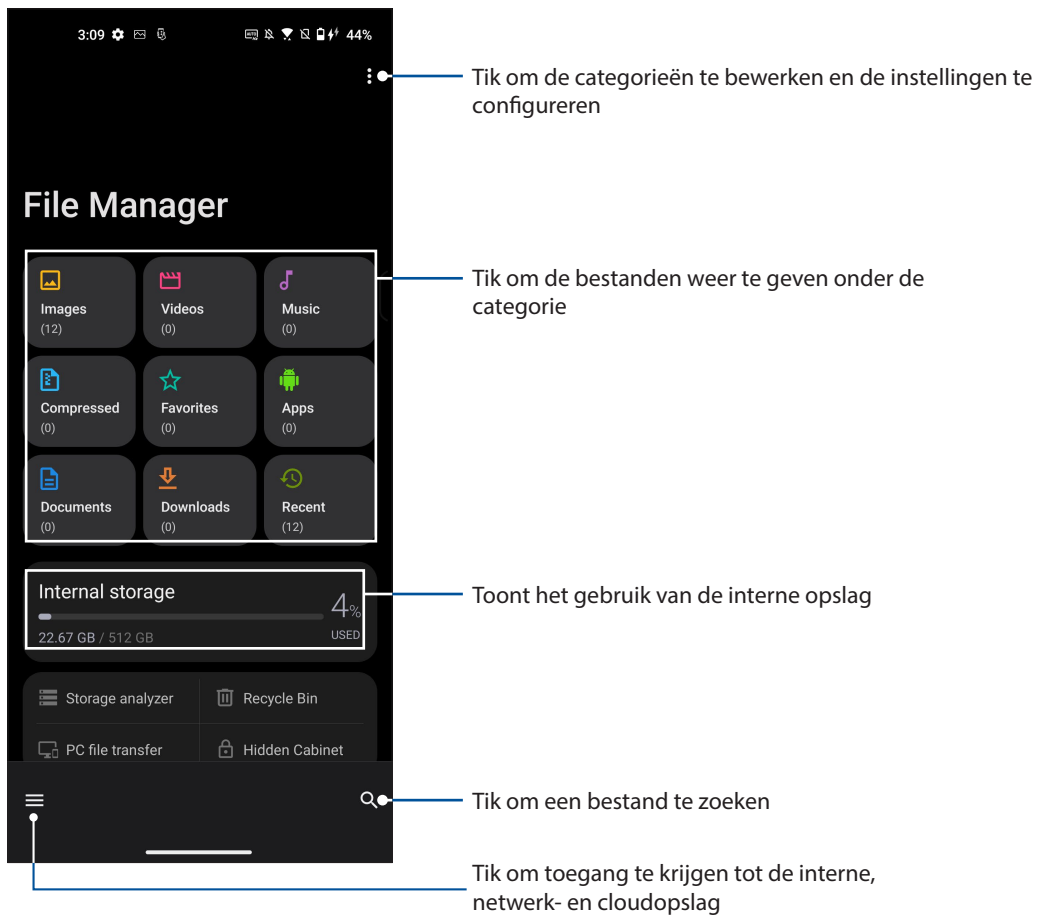 3:09
44%
Tik om de categorieën te bewerken en de instellingen te
configureren
File Manager
Tik om de bestanden weer te geven onder de
categorie
Images
(12)
Videos
(0)
Music
(0)
Compressed
(0)
Favorites
(0)
Apps
(0)
Documents
(0)
Downloads
(0)
Recent
(12)
Internal storage
4%
22.67 GB / 512 GB
USED
Toont het gebruik van de interne opslag
Storage analyzer
Recycle Bin
PC file transfer
Hidden Cabinet
Tik om een bestand te zoeken
Tik om toegang te krijgen tot de interne,
netwerk- en cloudopslag